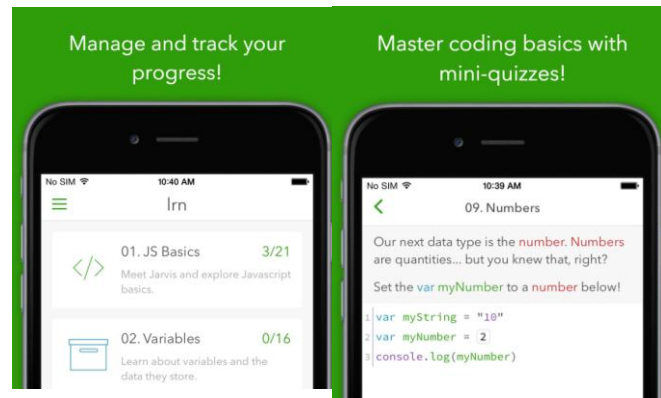 Manage and track your
progress!
No SIM 10:40 AM
lrn
01. JS Basics 3/21
Meet Jarvis and explore Javascript
basics.
02. Variables 0/16
Learn about variables and the
data they store.
Master coding basics with
mini-quizzes!
No SIM 10:39 AM
09. Numbers
Our next data type is the number. Numbers
are quantities... but you knew that, right?
Set the var myNumber to a number below!
1 var myString = "10"
2 var myNumber = 2
3 console.log(myNumber)